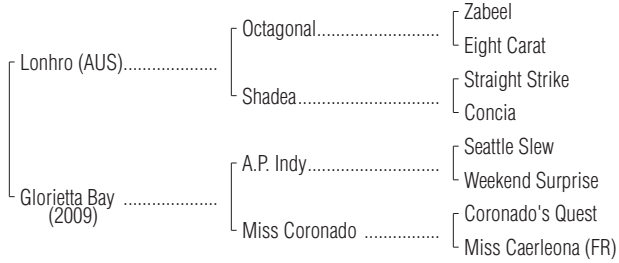 Zabeel
Octagonal
Eight Carat
Lonhro (AUS)
Straight Strike
Shadea
Concia
Seattle Slew
A.P. Indy
Weekend Surprise
Glorietta Bay
(2009)
Coronado's Quest
Miss Coronado
Miss Caerleona (FR)